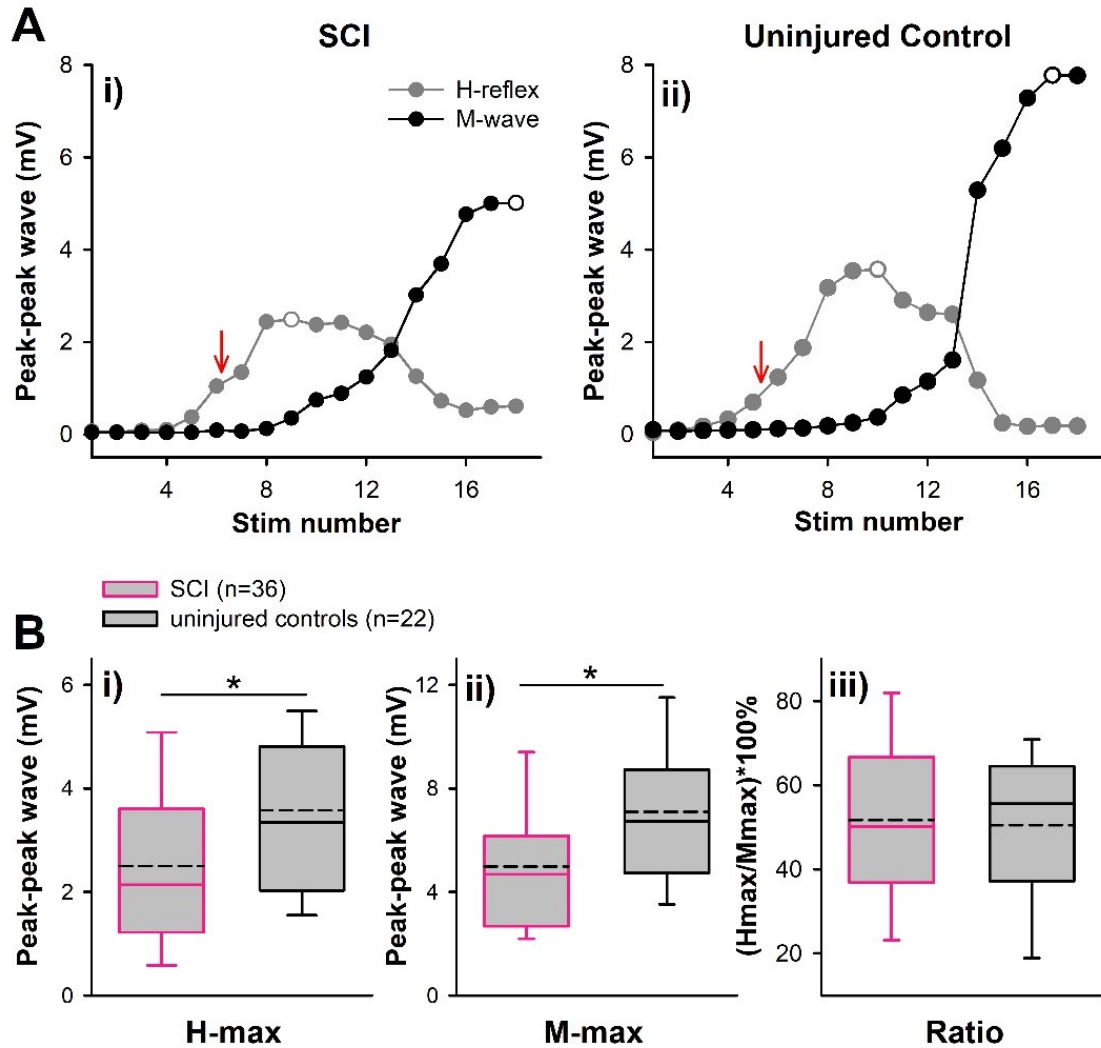 A
SCI
Uninjured Control
i)
H-reflex
M-wave
Peak-peak wave (mV)
8
6
4
2
0
4 8 12 16
Stim number
ii)
Peak-peak wave (mV)
8
6
4
2
0
4 8 12 16
Stim number
SCI (n=36)
uninjured controls (n=22)
B
i)
*
Peak-peak wave (mV)
6
4
2
0
H-max
ii)
*
Peak-peak wave (mV)
12
8
4
0
M-max
iii)
(Hmax/Mmax)*100%
80
60
40
20
Ratio